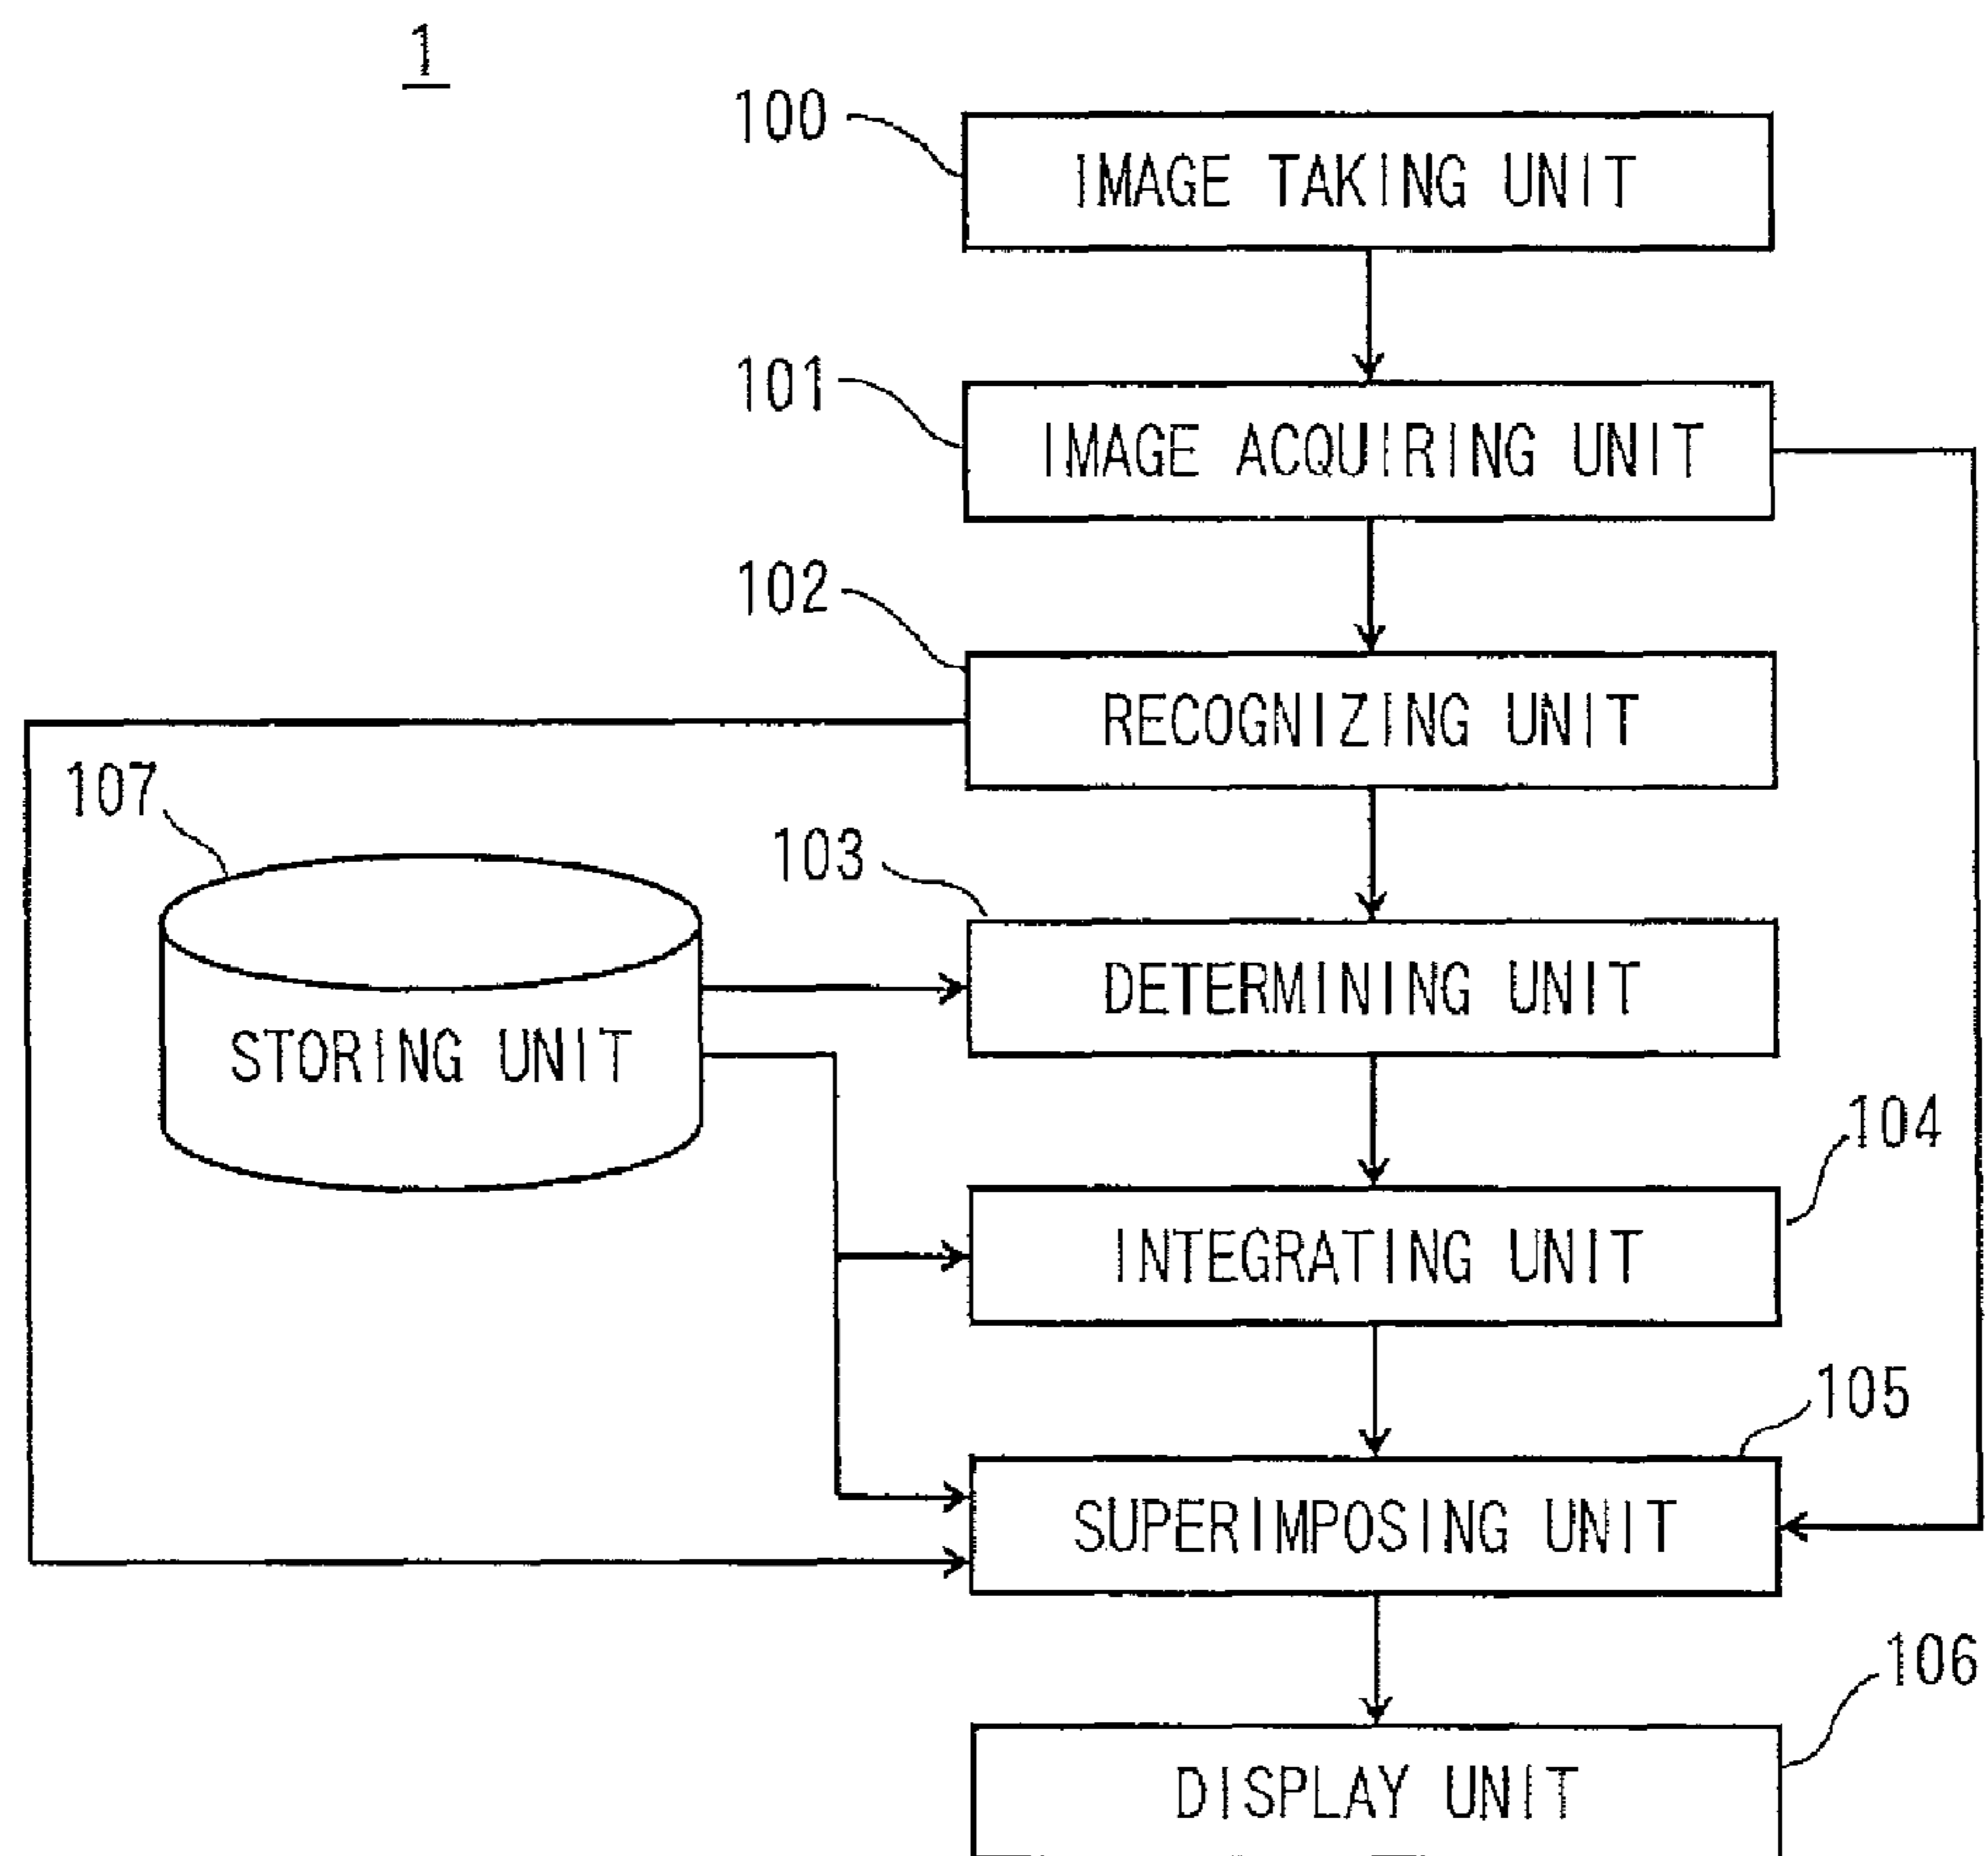 1
100
IMAGE TAKING UNIT
101
IMAGE ACQUIRING UNIT
102
RECOGNIZING UNIT
107
103
DETERMINING UNIT
STORING UNIT
104
INTEGRATING UNIT
105
SUPERIMPOSING UNIT
106
DISPLAY UNIT